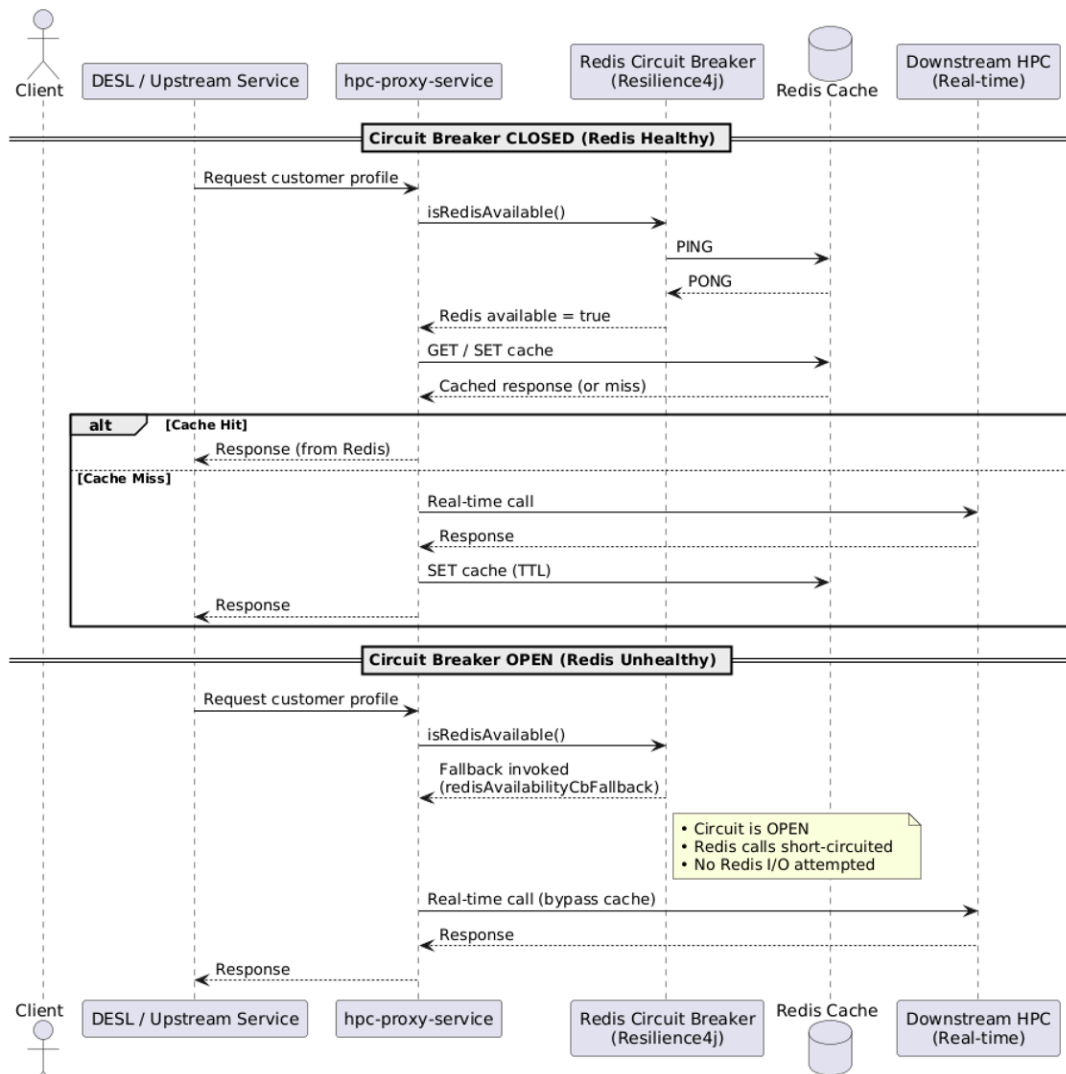 Client
DESL / Upstream Service
hpc-proxy-service
Redis Circuit Breaker
(Resilience4j)
Redis Cache
Downstream HPC
(Real-time)
Circuit Breaker CLOSED (Redis Healthy)
Request customer profile
isRedisAvailable()
PING
PONG
Redis available = true
GET / SET cache
Cached response (or miss)
alt [Cache Hit]
Response (from Redis)
[Cache Miss]
Real-time call
Response
SET cache (TTL)
Response
Circuit Breaker OPEN (Redis Unhealthy)
Request customer profile
isRedisAvailable()
Fallback invoked
(redisAvailabilityCbFallback)
• Circuit is OPEN
• Redis calls short-circuited
• No Redis I/O attempted
Real-time call (bypass cache)
Response
Response
Client
DESL / Upstream Service
hpc-proxy-service
Redis Circuit Breaker
(Resilience4j)
Redis Cache
Downstream HPC
(Real-time)